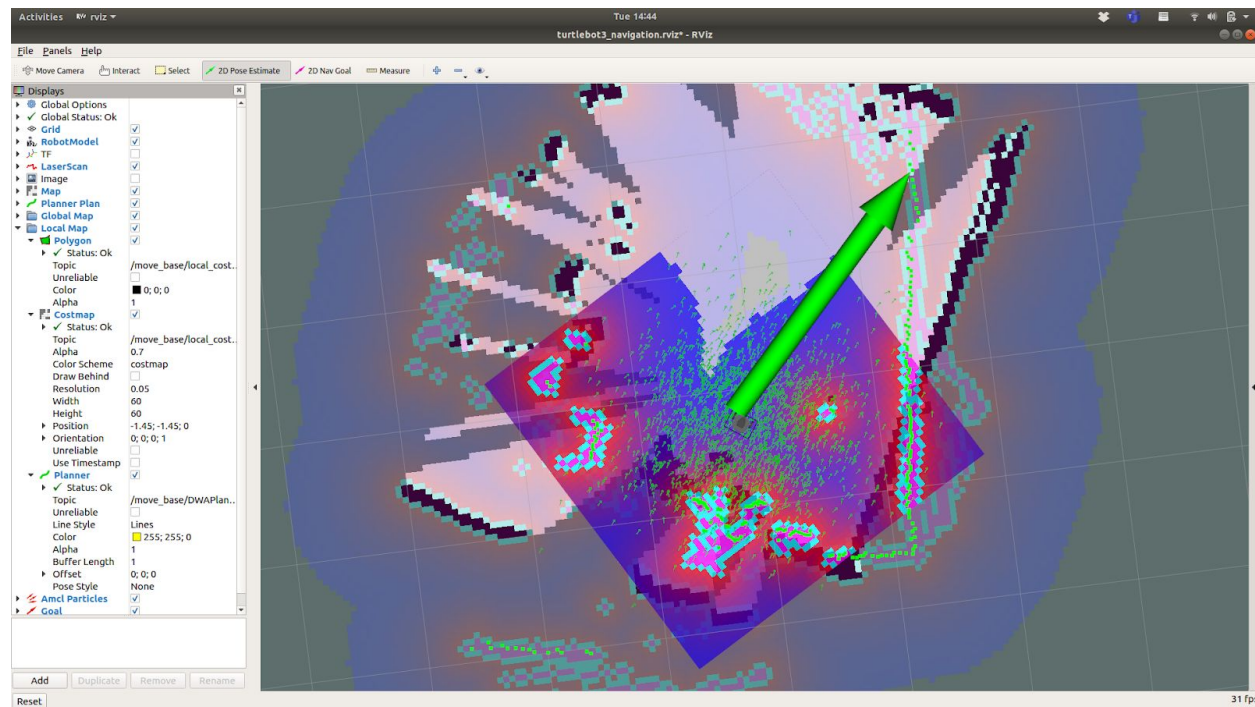 Activities RViz rviz ▾ Tue 14:44
turtlebot3_navigation.rviz* - RViz
File Panels Help
Move Camera Interact Select 2D Pose Estimate 2D Nav Goal Measure
Displays
Global Options
Global Status: Ok
Grid
RobotModel
TF
LaserScan
Image
Map
Planner Plan
Global Map
Local Map
Polygon
Status: Ok
Topic /move_base/local_cost..
Unreliable
Color 0; 0; 0
Alpha 1
Costmap
Status: Ok
Topic /move_base/local_cost..
Alpha 0.7
Color Scheme costmap
Draw Behind
Resolution 0.05
Width 60
Height 60
Position -1.45; -1.45; 0
Orientation 0; 0; 0; 1
Unreliable
Use Timestamp
Planner
Status: Ok
Topic /move_base/DWAPlan..
Unreliable
Line Style Lines
Color 255; 255; 0
Alpha 1
Buffer Length 1
Offset 0; 0; 0
Pose Style None
Amcl Particles
Goal
Add Duplicate Remove Rename
Reset 31 fps